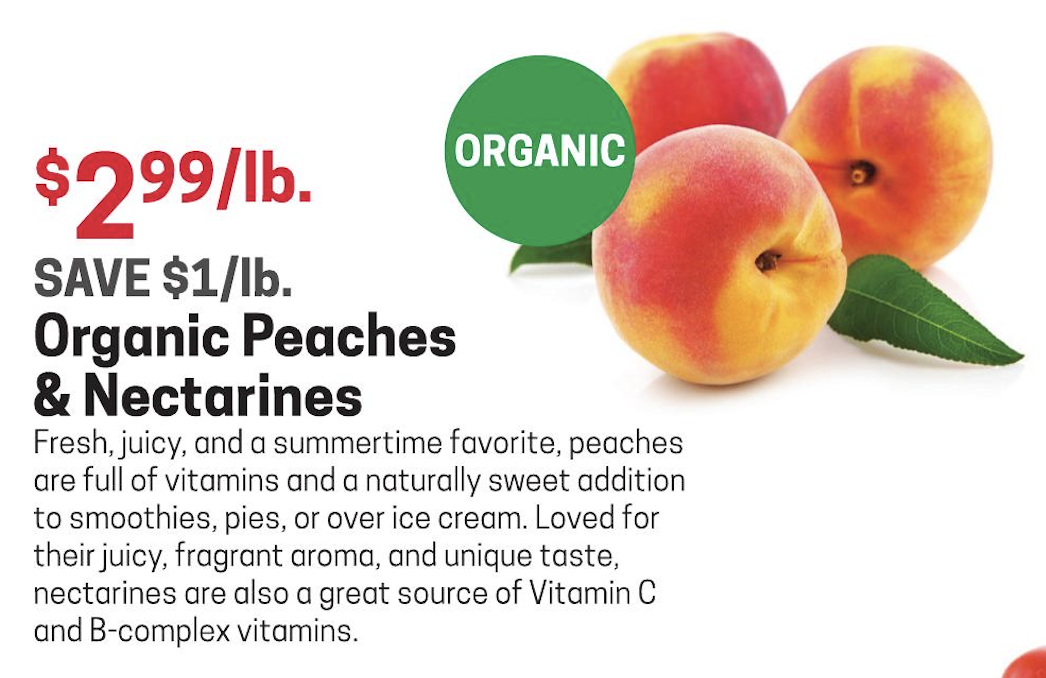 ORGANIC
$2.99/lb.
SAVE $1/lb.
Organic Peaches
& Nectarines
Fresh, juicy, and a summertime favorite, peaches
are full of vitamins and a naturally sweet addition
to smoothies, pies, or over ice cream. Loved for
their juicy, fragrant aroma, and unique taste,
nectarines are also a great source of Vitamin C
and B-complex vitamins.